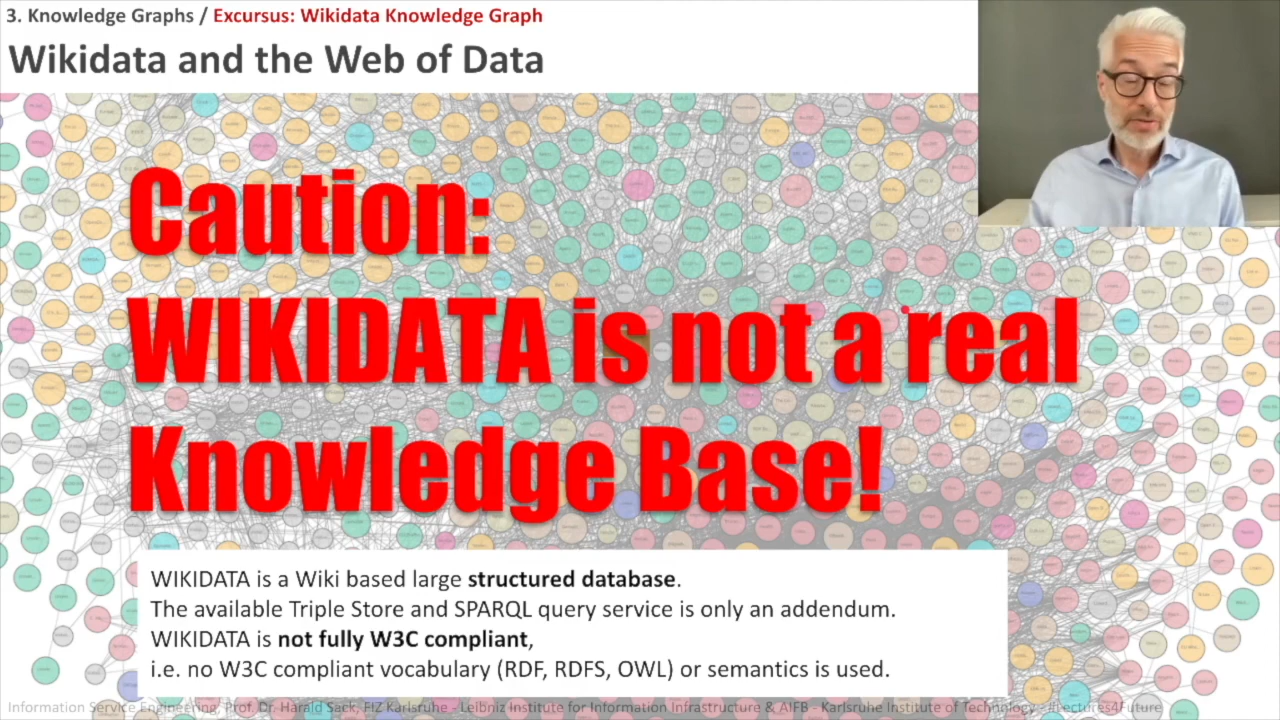 3. Knowledge Graphs / Excursus: Wikidata Knowledge Graph
Wikidata and the Web of Data
Caution:
WIKIDATA is not a real
Knowledge Base!
WIKIDATA is a Wiki based large structured database.
The available Triple Store and SPARQL query service is only an addendum.
WIKIDATA is not fully W3C compliant,
i.e. no W3C compliant vocabulary (RDF, RDFS, OWL) or semantics is used.
Information Service Engineering, Prof. Dr. Harald Sack, FIZ Karlsruhe - Leibniz Institute for Information Infrastructure & AIFB - Karlsruhe Institute of Technology - #Lectures4Future